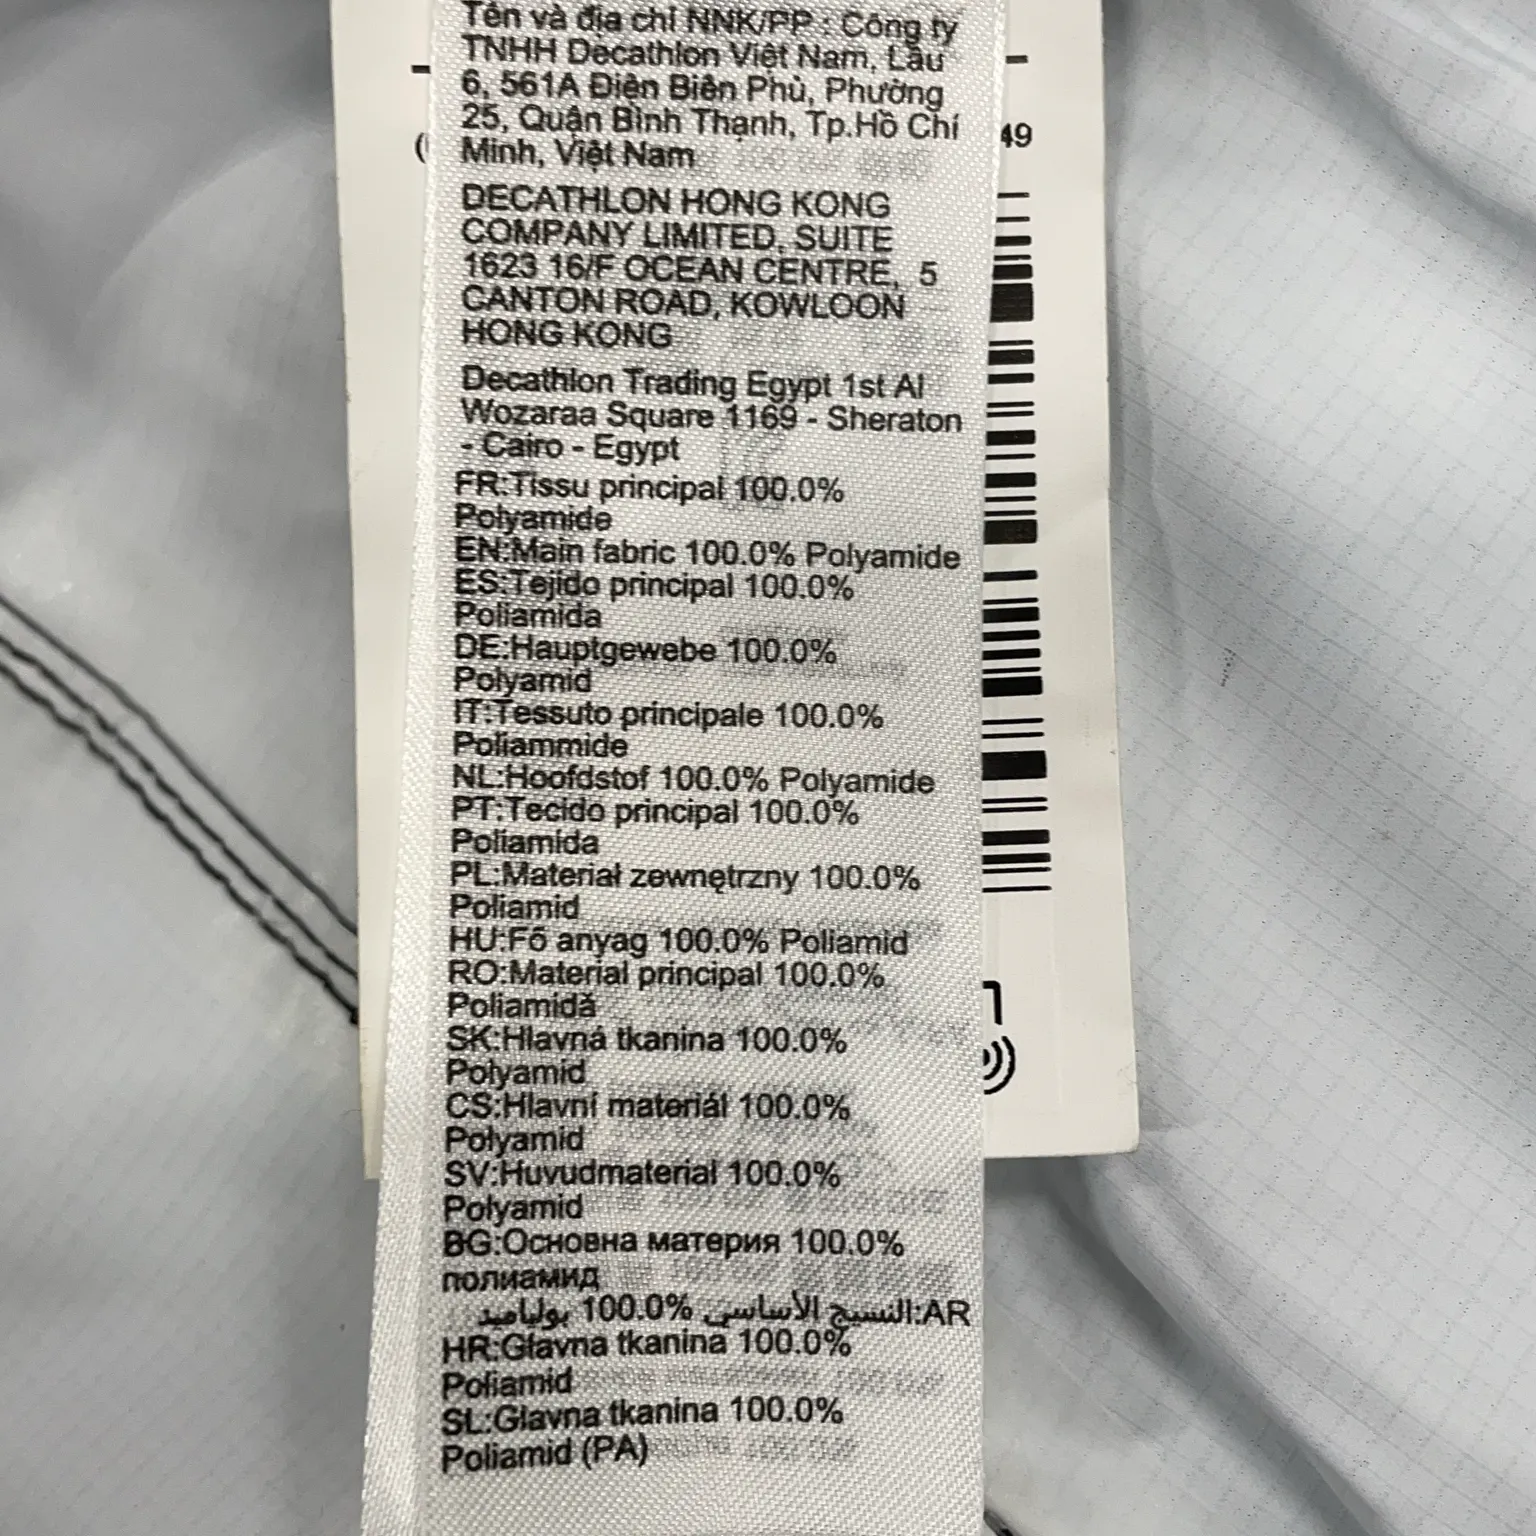 Tên và địa chỉ NNK/PP : Công ty
TNHH Decathlon Việt Nam, Lầu
6, 561A Điện Biên Phủ, Phường
25, Quận Bình Thạnh, Tp.Hồ Chí
Minh, Việt Nam
DECATHLON HONG KONG
COMPANY LIMITED, SUITE
1623 16/F OCEAN CENTRE, 5
CANTON ROAD, KOWLOON
HONG KONG
Decathlon Trading Egypt 1st Al
Wozaraa Square 1169 - Sheraton
- Cairo - Egypt
FR:Tissu principal 100.0%
Polyamide
EN:Main fabric 100.0% Polyamide
ES:Tejido principal 100.0%
Poliamida
DE:Hauptgewebe 100.0%
Polyamid
IT:Tessuto principale 100.0%
Poliammide
NL:Hoofdstof 100.0% Polyamide
PT:Tecido principal 100.0%
Poliamida
PL:Materiał zewnętrzny 100.0%
Poliamid
HU:Fő anyag 100.0% Poliamid
RO:Material principal 100.0%
Poliamidă
SK:Hlavná tkanina 100.0%
Polyamid
CS:Hlavní materiál 100.0%
Polyamid
SV:Huvudmaterial 100.0%
Polyamid
BG:Основна материя 100.0%
полиамид
AR:النسيج الأساسي 100.0% بولياميد
HR:Glavna tkanina 100.0%
Poliamid
SL:Glavna tkanina 100.0%
Poliamid (PA)
49